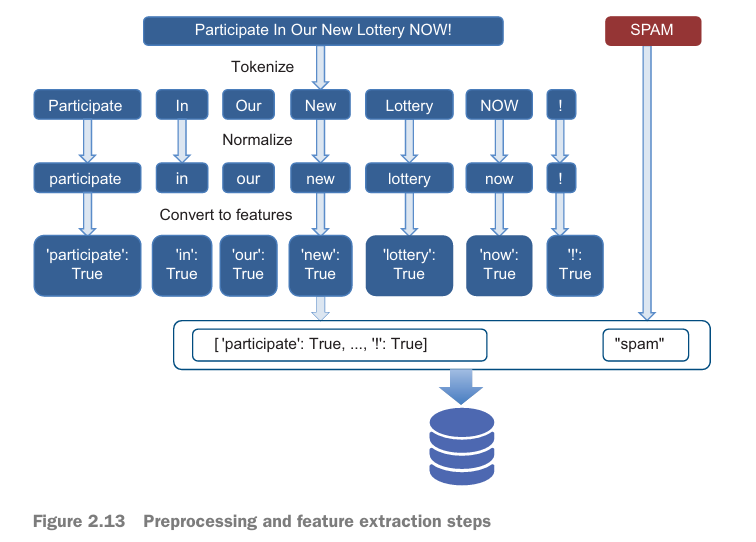 Participate In Our New Lottery NOW!
SPAM
Tokenize
Participate
In
Our
New
Lottery
NOW
!
Normalize
participate
in
our
new
lottery
now
!
Convert to features
'participate':
True
'in':
True
'our':
True
'new':
True
'lottery':
True
'now':
True
'!':
True
[ 'participate': True, ..., '!': True]
"spam"
Figure 2.13 Preprocessing and feature extraction steps